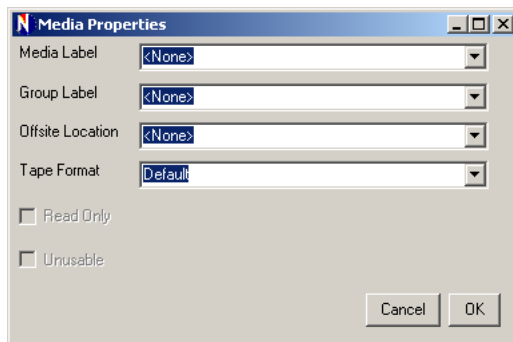 N Media Properties
Media Label <None>
Group Label <None>
Offsite Location <None>
Tape Format Default
Read Only
Unusable
Cancel OK